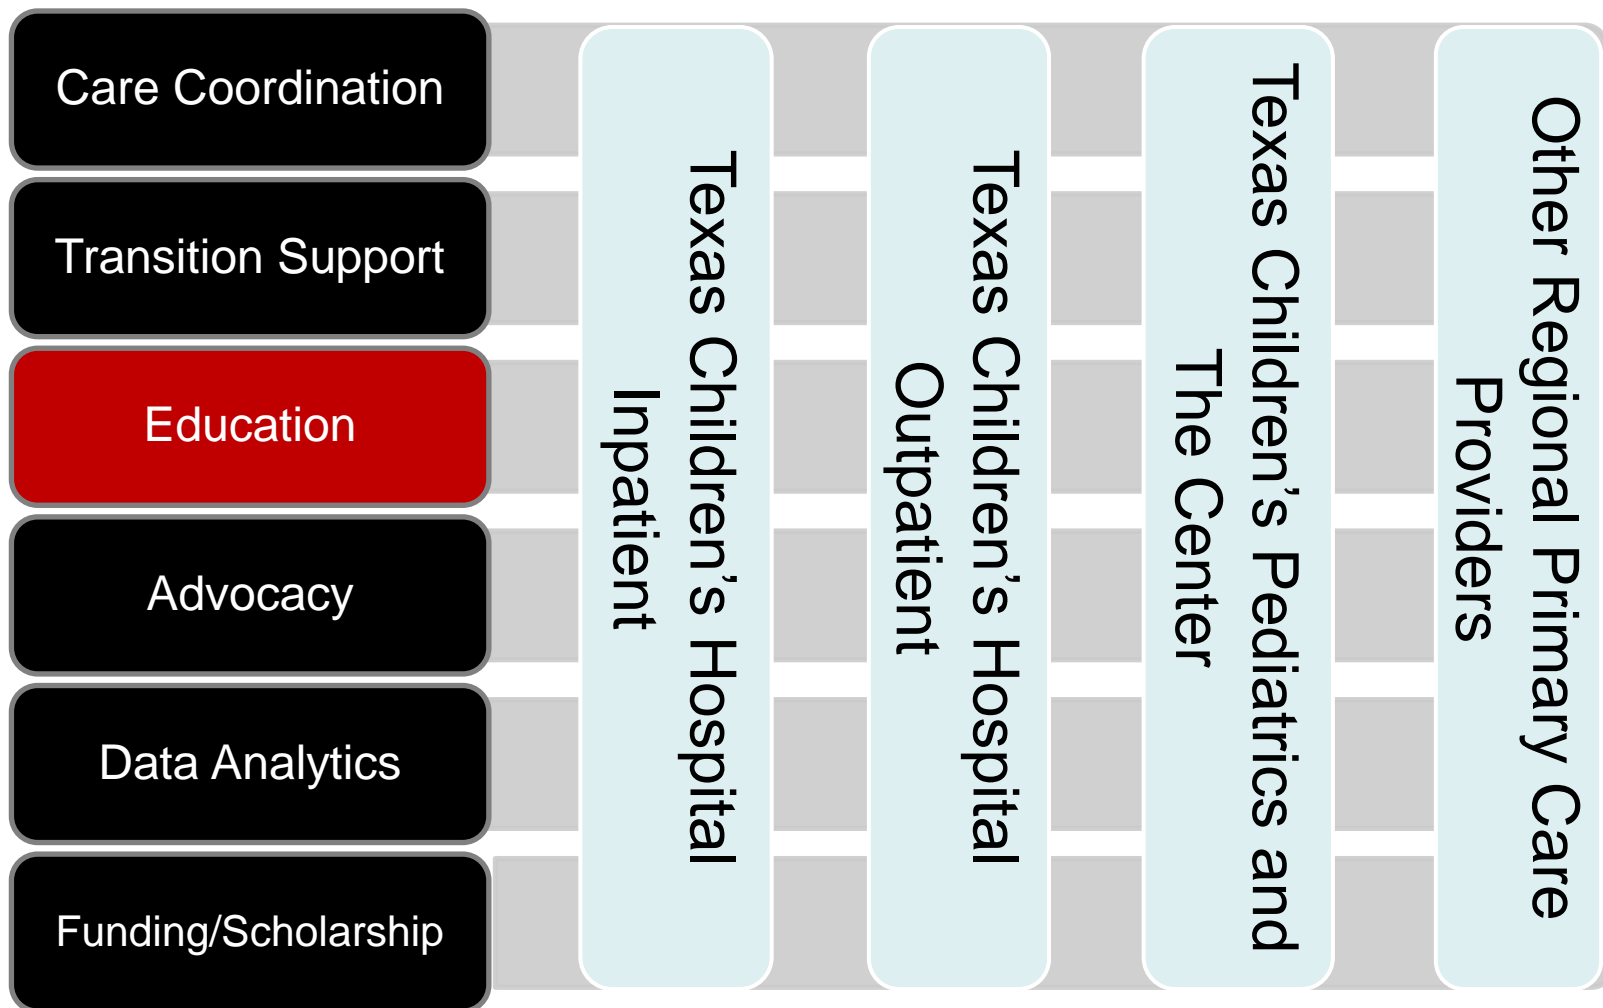 Care Coordination
Transition Support
Education
Advocacy
Data Analytics
Funding/Scholarship
Texas Children’s Hospital
Inpatient
Texas Children’s Hospital
Outpatient
Texas Children’s Pediatrics and
The Center
Other Regional Primary Care
Providers